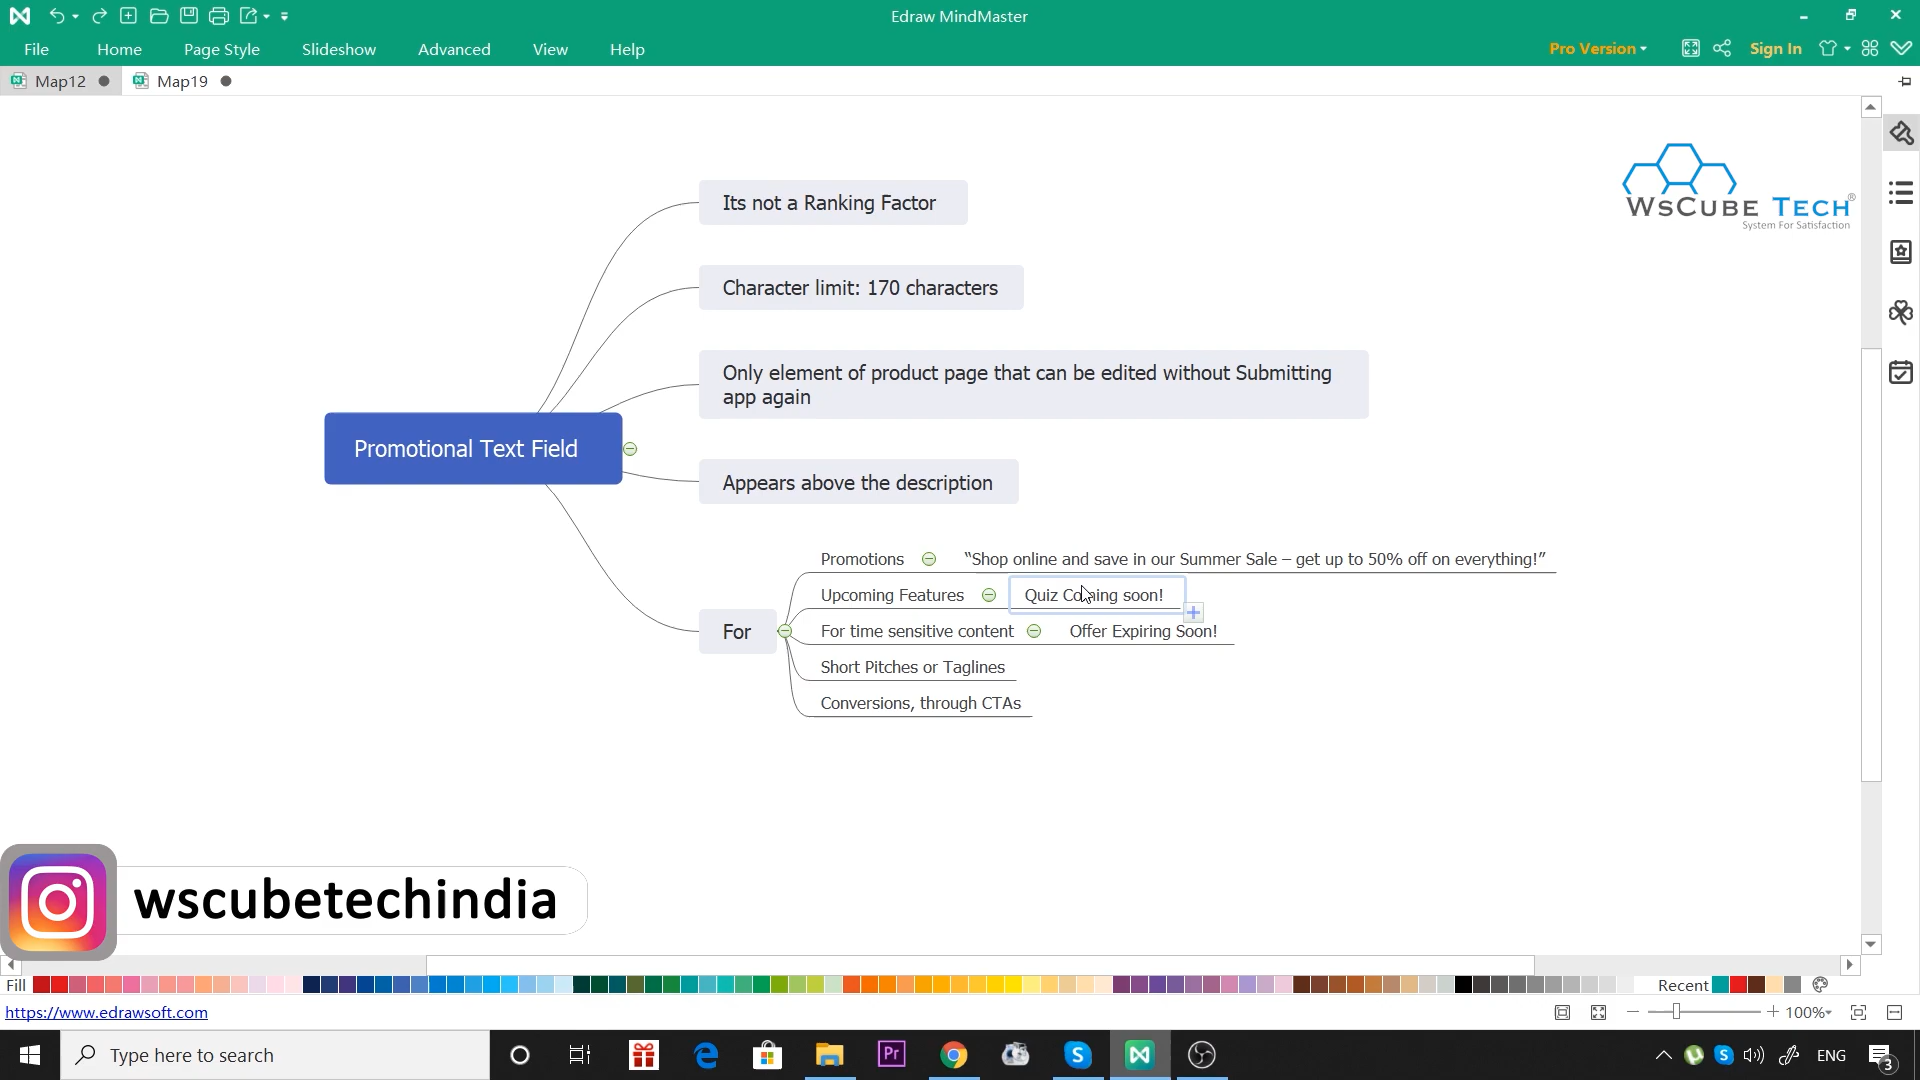 Edraw MindMaster
File Home Page Style Slideshow Advanced View Help
Pro Version Sign In
Map12 Map19
WsCube Tech®
System For Satisfaction
Its not a Ranking Factor
Character limit: 170 characters
Only element of product page that can be edited without Submitting
app again
Promotional Text Field
Appears above the description
Promotions “Shop online and save in our Summer Sale – get up to 50% off on everything!”
Upcoming Features Quiz Coming soon!
For
For time sensitive content Offer Expiring Soon!
Short Pitches or Taglines
Conversions, through CTAs
wscubetechindia
Fill Recent
https://www.edrawsoft.com 100%
Type here to search Pr ENG 3